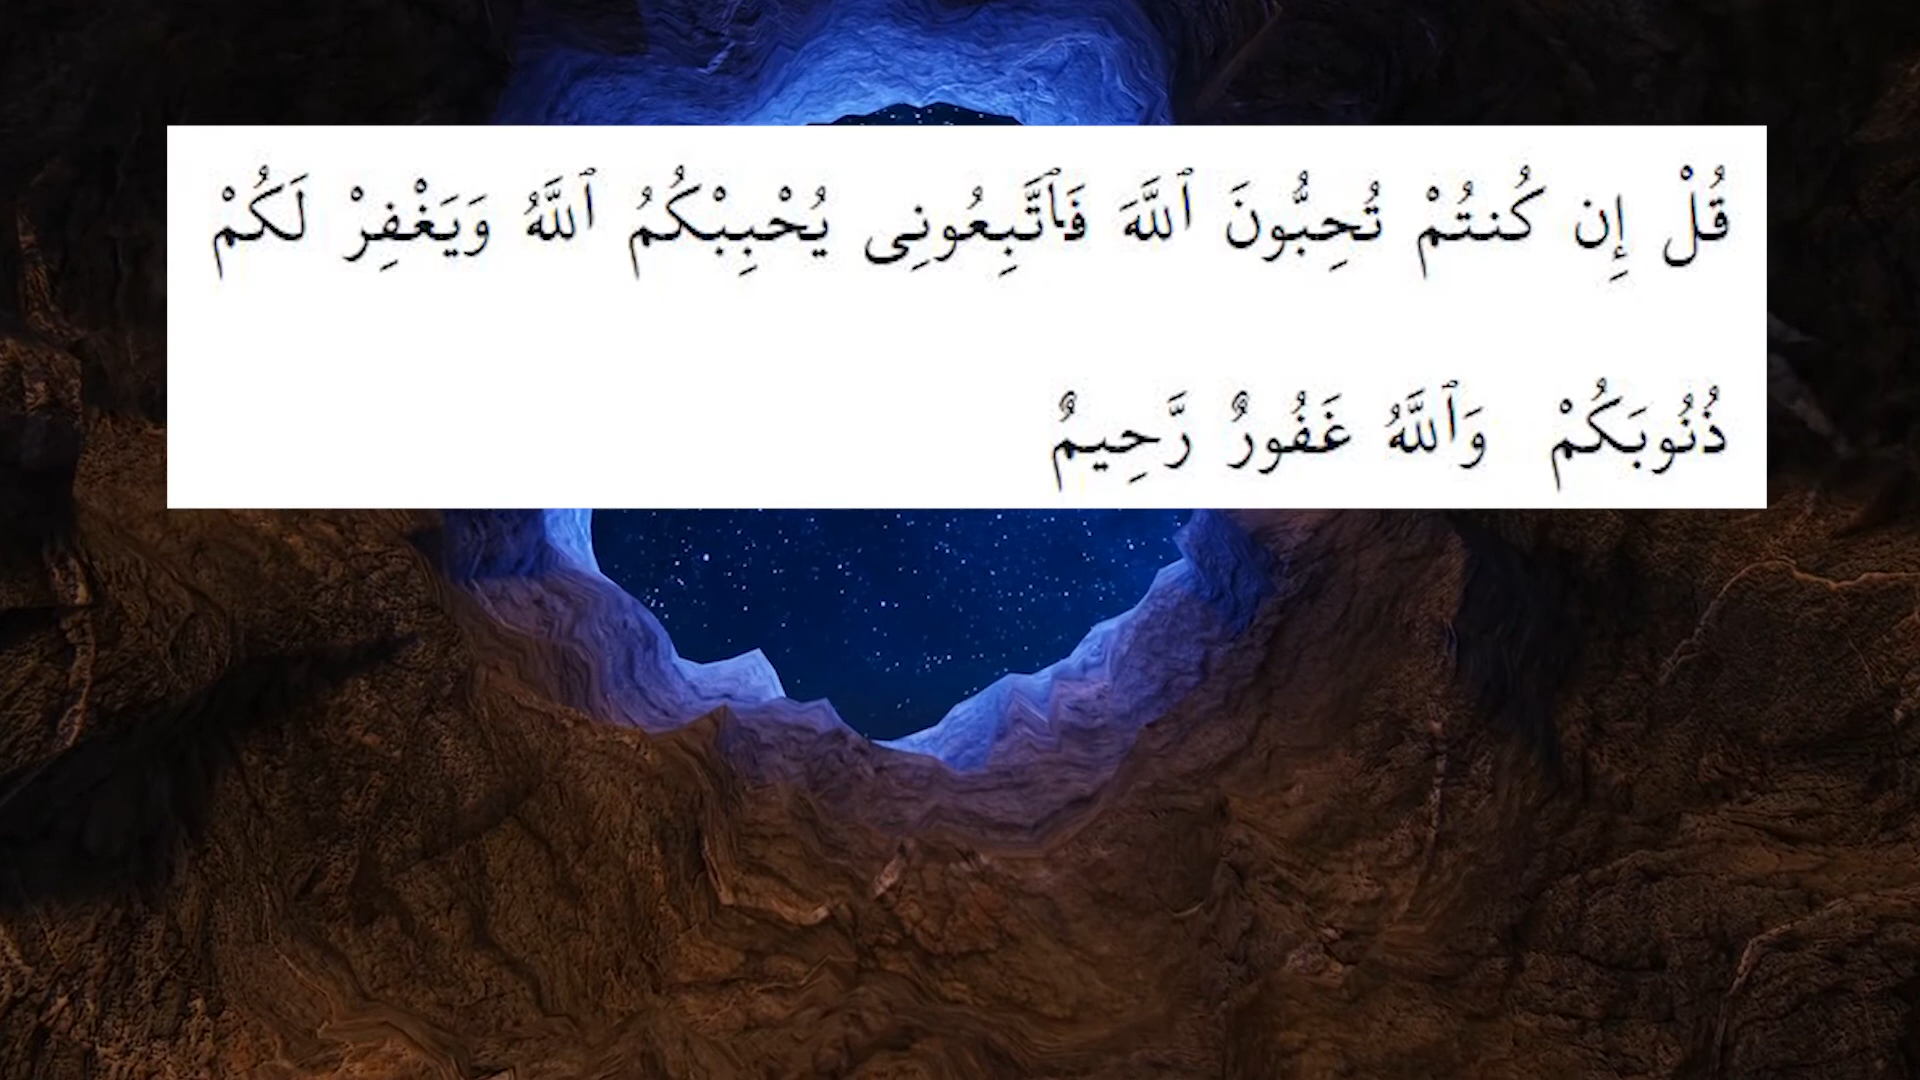 قُلْ إِن كُنتُمْ تُحِبُّونَ ٱللَّهَ فَٱتَّبِعُونِى يُحْبِبْكُمُ ٱللَّهُ وَيَغْفِرْ لَكُمْ
ذُنُوبَكُمْ وَٱللَّهُ غَفُورٌ رَّحِيمٌ